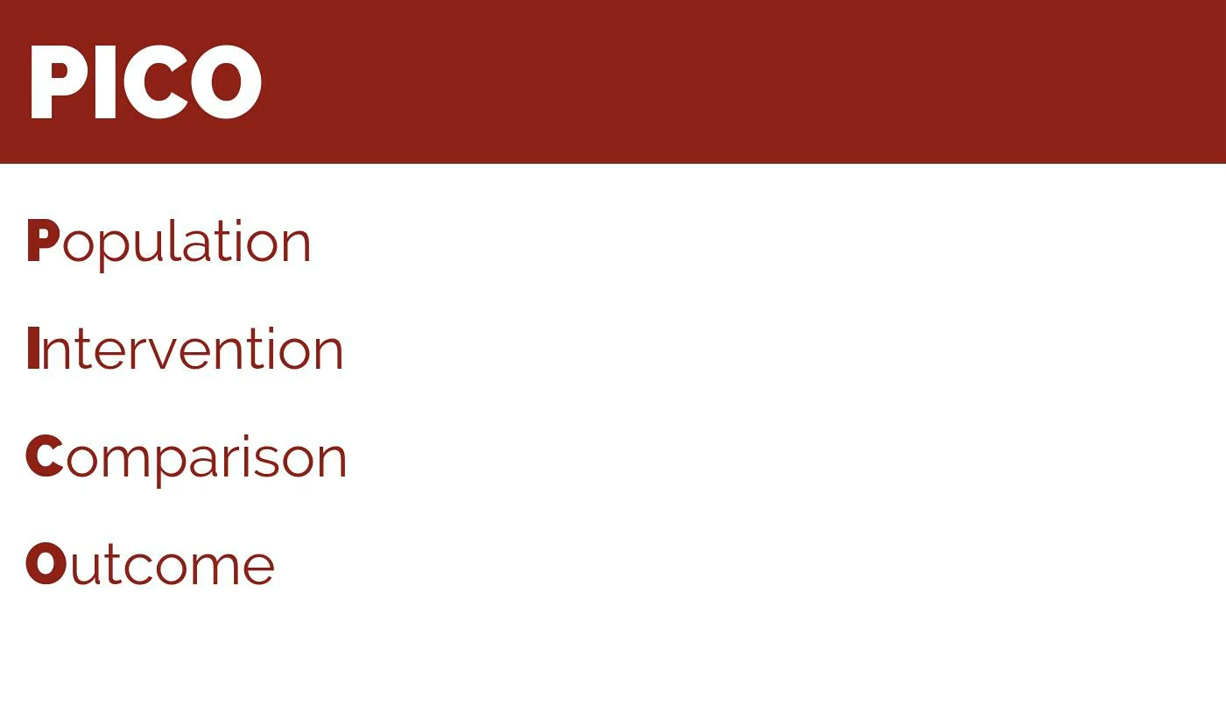 PICO
Population
Intervention
Comparison
Outcome